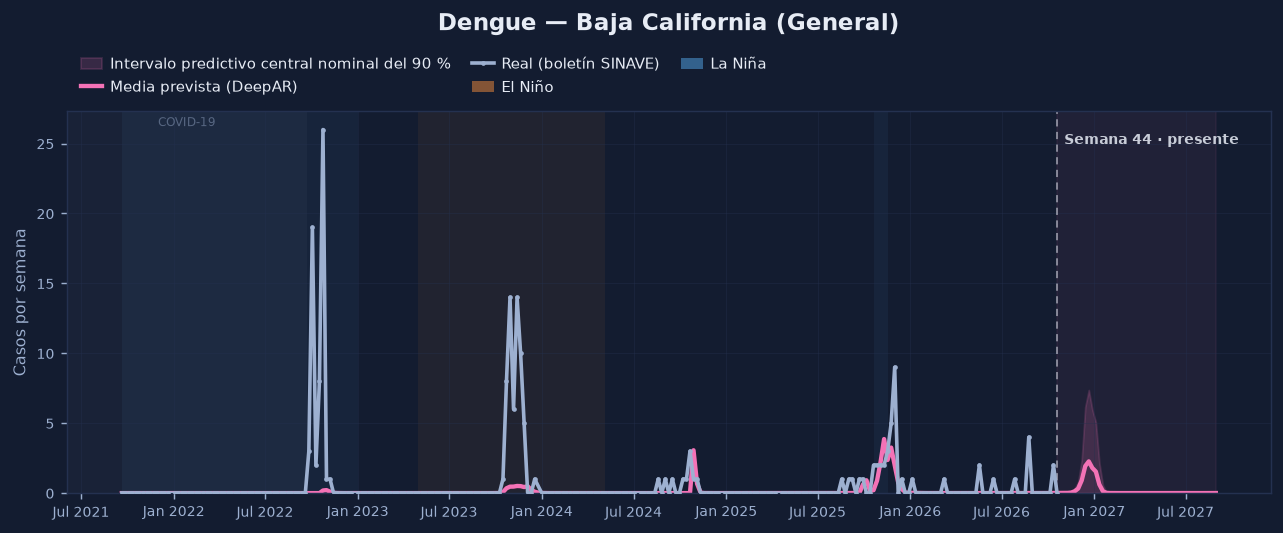 Dengue — Baja California (General)
Intervalo predictivo central nominal del 90 %
Real (boletín SINAVE)
La Niña
Media prevista (DeepAR)
El Niño
COVID-19
Semana 44 · presente
Casos por semana
25
20
15
10
5
0
Jul 2021
Jan 2022
Jul 2022
Jan 2023
Jul 2023
Jan 2024
Jul 2024
Jan 2025
Jul 2025
Jan 2026
Jul 2026
Jan 2027
Jul 2027